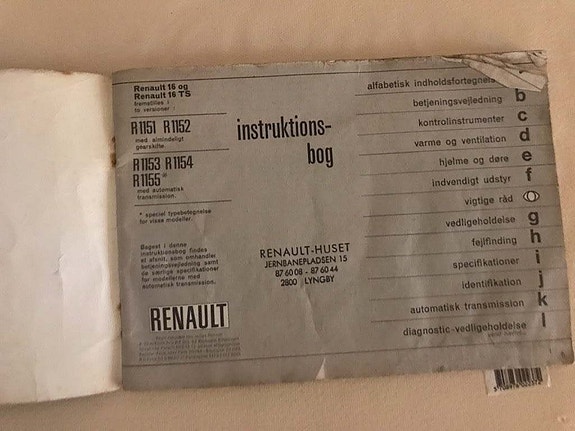 Renault 16 og
Renault 16 TS
fremstilles i
to versioner
R1151 R1152
med almindeligt
gearskifte
R1153 R1154
R1155*
med automatisk
transmission.
* speciel typebetegnelse
for visse modeller.
Bagest i denne
instruktionsbog findes
et afsnit, som omhandler
betjeningsvejledning samt
de særlige specifikationer
for modellerne med
automatisk transmission.
RENAULT
instruktions-
bog
RENAULT-HUSET
JERNBANEPLADSEN 15
87 60 08 - 87 60 44
2800 LYNGBY
alfabetisk indholdsfortegnelse
betjeningsvejledning b
kontrolinstrumenter c
varme og ventilation d
hjelme og døre e
indvendigt udstyr f
vigtige råd
vedligeholdelse g
fejlfinding h
specifikationer i
identifikation j
automatisk transmission k
diagnostic-vedligeholdelse l